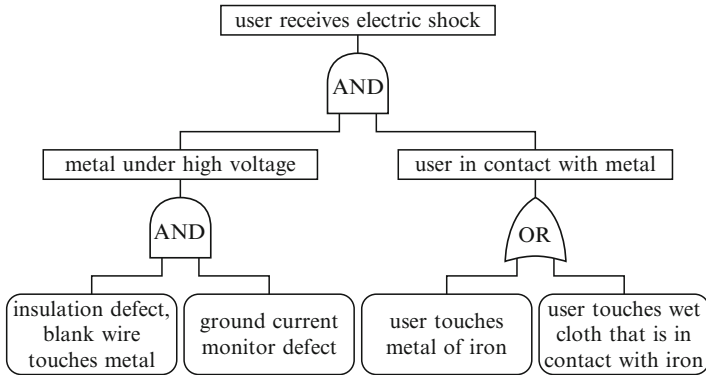 user receives electric shock
AND
metal under high voltage
user in contact with metal
AND
OR
insulation defect,
blank wire
touches metal
ground current
monitor defect
user touches
metal of iron
user touches wet
cloth that is in
contact with iron